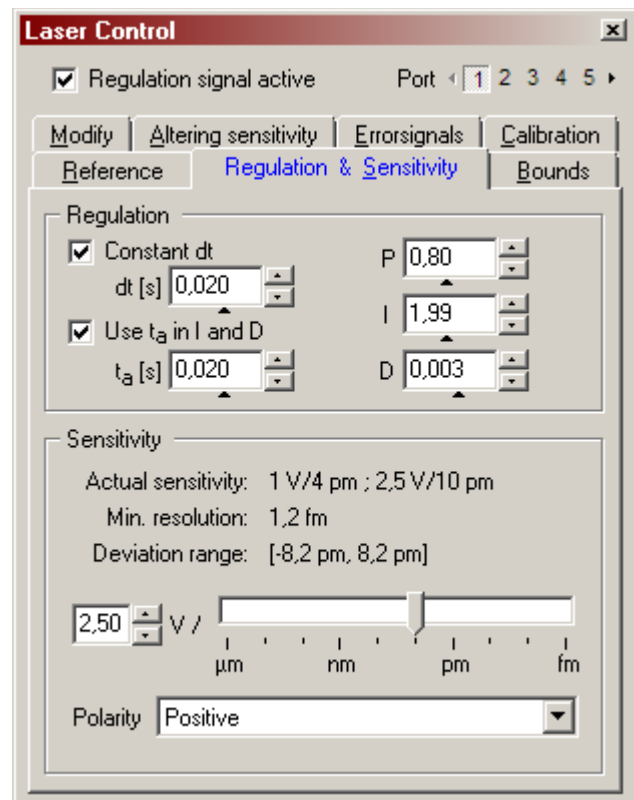 Laser Control
Regulation signal active Port 1 2 3 4 5
Modify Altering sensitivity Errorsignals Calibration
Reference Regulation & Sensitivity Bounds
Regulation
Constant dt P 0,80
dt [s] 0,020
I 1,99
Use ta in I and D
ta [s] 0,020 D 0,003
Sensitivity
Actual sensitivity: 1 V/4 pm ; 2,5 V/10 pm
Min. resolution: 1,2 fm
Deviation range: [-8,2 pm, 8,2 pm]
2,50 V /
µm nm pm fm
Polarity Positive